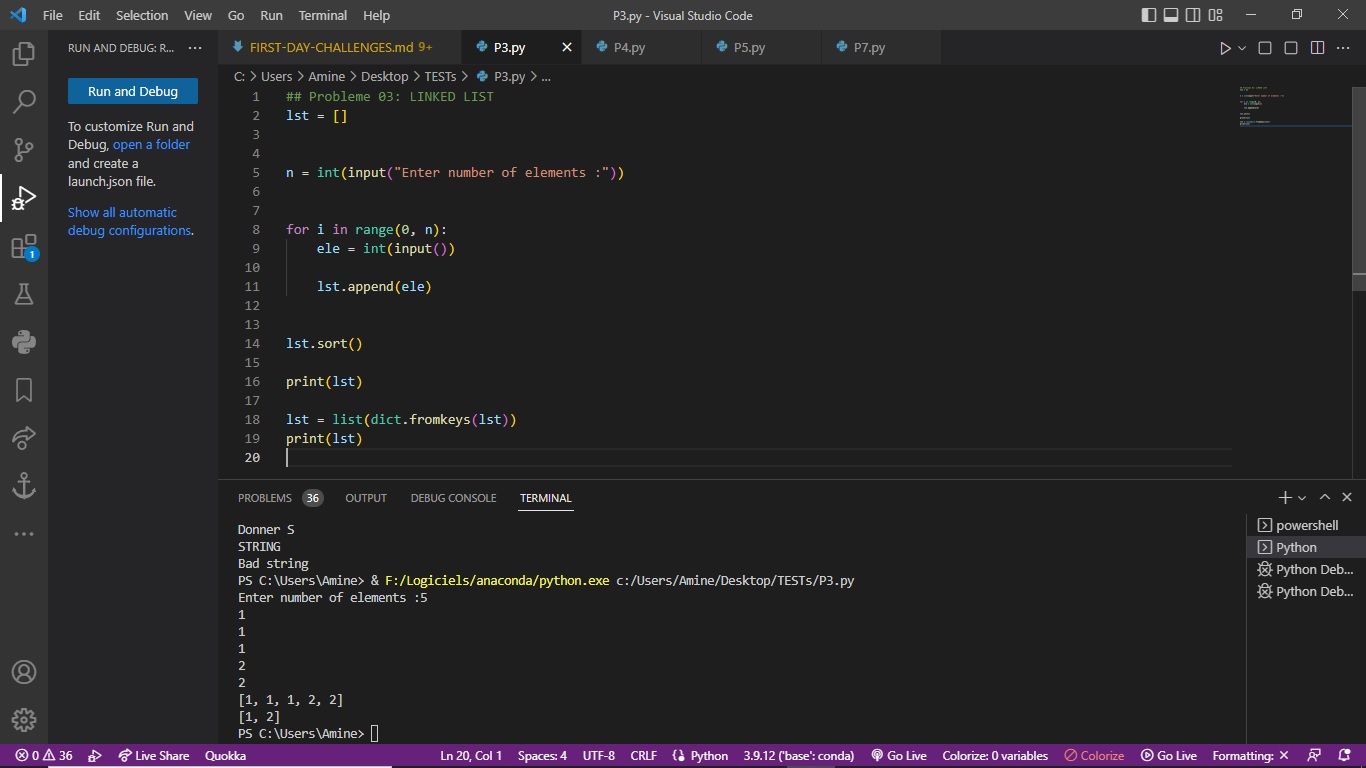 File Edit Selection View Go Run Terminal Help P3.py - Visual Studio Code
RUN AND DEBUG: R... ···
Run and Debug
To customize Run and
Debug, open a folder
and create a
launch.json file.
Show all automatic
debug configurations.
1
FIRST-DAY-CHALLENGES.md 9+ P3.py P4.py P5.py P7.py
C: > Users > Amine > Desktop > TESTs > P3.py > ...
1 ## Probleme 03: LINKED LIST
2 lst = []
3
4
5 n = int(input("Enter number of elements :"))
6
7
8 for i in range(0, n):
9     ele = int(input())
10
11     lst.append(ele)
12
13
14 lst.sort()
15
16 print(lst)
17
18 lst = list(dict.fromkeys(lst))
19 print(lst)
20
PROBLEMS 36 OUTPUT DEBUG CONSOLE TERMINAL
Donner S
STRING
Bad string
PS C:\Users\Amine> & F:/Logiciels/anaconda/python.exe c:/Users/Amine/Desktop/TESTs/P3.py
Enter number of elements :5
1
1
1
2
2
[1, 1, 1, 2, 2]
[1, 2]
PS C:\Users\Amine>
powershell
Python
Python Deb...
Python Deb...
0 36 Live Share Quokka Ln 20, Col 1 Spaces: 4 UTF-8 CRLF Python 3.9.12 ('base': conda) Go Live Colorize: 0 variables Colorize Go Live Formatting: